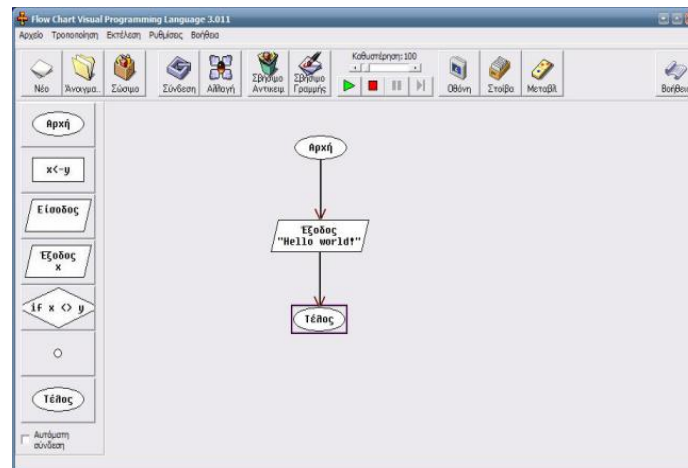 Flow Chart Visual Programming Language 3.011
Αρχείο Τροποποίηση Εκτέλεση Ρυθμίσεις Βοήθεια
Καθυστέρηση: 100
Νέο Άνοιγμα.. Σώσιμο Σύνδεση Αλλαγή Σβήσιμο Αντικειμ Σβήσιμο Γραμμής Οθόνη Στοίβα Μεταβλ Βοήθεια
Αρχή
x<-y
Είσοδος
Έξοδος
x
if x <> y
Τέλος
Αυτόματη
σύνδεση
Αρχή
Έξοδος
"Hello world!"
Τέλος